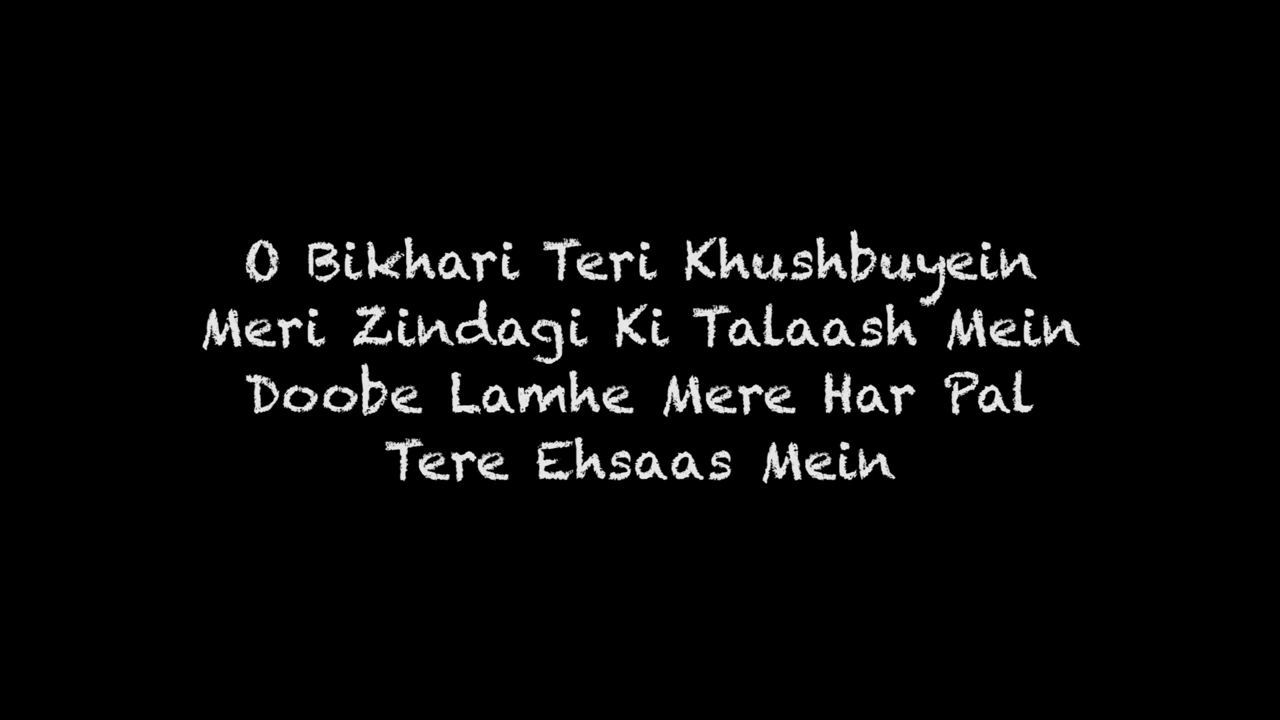 O Bikhari Teri Khushbuyein
Meri Zindagi Ki Talaash Mein
Doobe Lamhe Mere Har Pal
Tere Ehsaas Mein